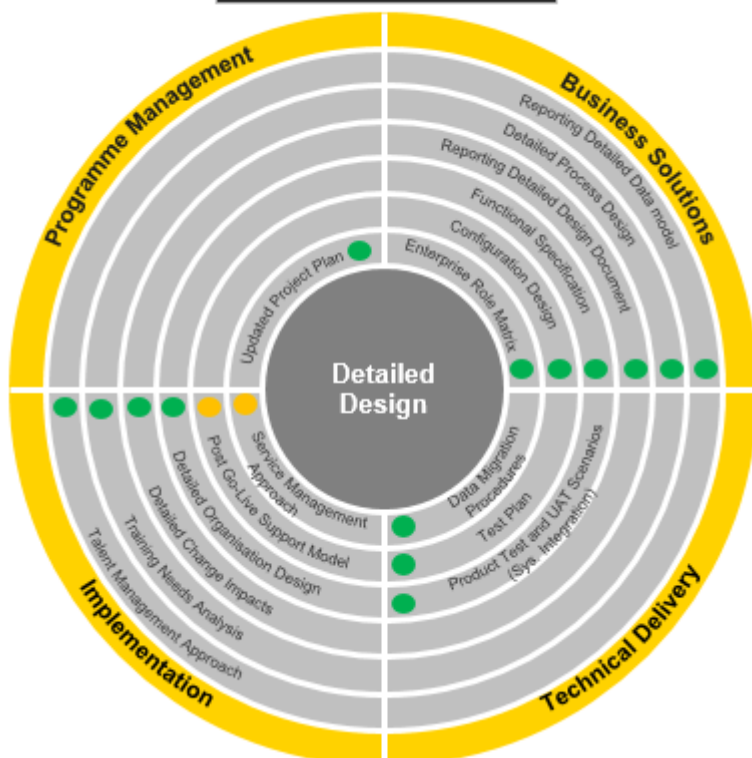 Programme Management
Updated Project Plan
Business Solutions
Reporting Detailed Data model
Detailed Process Design
Reporting Detailed Design Document
Functional Specification
Configuration Design
Enterprise Role Matrix
Detailed
Design
Service Management
Approach
Post Go-Live Support Model
Detailed Organisation Design
Detailed Change Impacts
Training Needs Analysis
Talent Management Approach
Implementation
Data Migration
Procedures
Test Plan
Product Test and UAT Scenarios
(Sys. Integration)
Technical Delivery